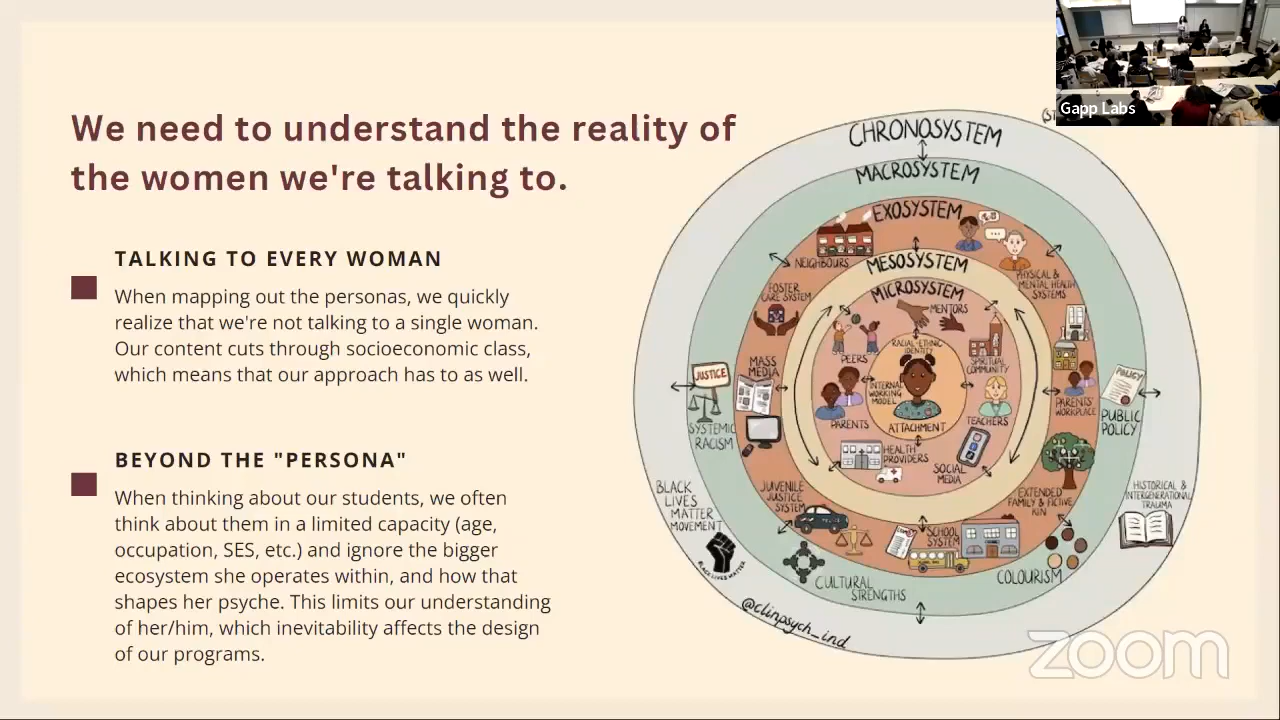 Gapp Labs
We need to understand the reality of
the women we're talking to.
TALKING TO EVERY WOMAN
When mapping out the personas, we quickly
realize that we're not talking to a single woman.
Our content cuts through socioeconomic class,
which means that our approach has to as well.
BEYOND THE "PERSONA"
When thinking about our students, we often
think about them in a limited capacity (age,
occupation, SES, etc.) and ignore the bigger
ecosystem she operates within, and how that
shapes her psyche. This limits our understanding
of her/him, which inevitability affects the design
of our programs.
CHRONOSYSTEM
MACROSYSTEM
EXOSYSTEM
NEIGHBOURS
PHYSICAL &
MENTAL HEALTH
SYSTEMS
FOSTER
CARE SYSTEM
MESOSYSTEM
MICROSYSTEM
MENTORS
PEERS
RACIAL-ETHNIC
IDENTITY
SPIRITUAL
COMMUNITY
INTERNAL
WORKING
MODEL
ATTACHMENT
PARENTS
TEACHERS
HEALTH
PROVIDERS
SOCIAL
MEDIA
MASS
MEDIA
PARENTS'
WORKPLACE
JUSTICE
SYSTEMIC
RACISM
POLICY
PUBLIC
POLICY
JUVENILE
JUSTICE
SYSTEM
SCHOOL
SYSTEM
EXTENDED
FAMILY & FICTIVE
KIN
BLACK
LIVES
MATTER
MOVEMENT
BLACK LIVES MATTER
HISTORICAL &
INTERGENERATIONAL
TRAUMA
CULTURAL
STRENGTHS
COLOURISM
@clinpsych_ind
zoom